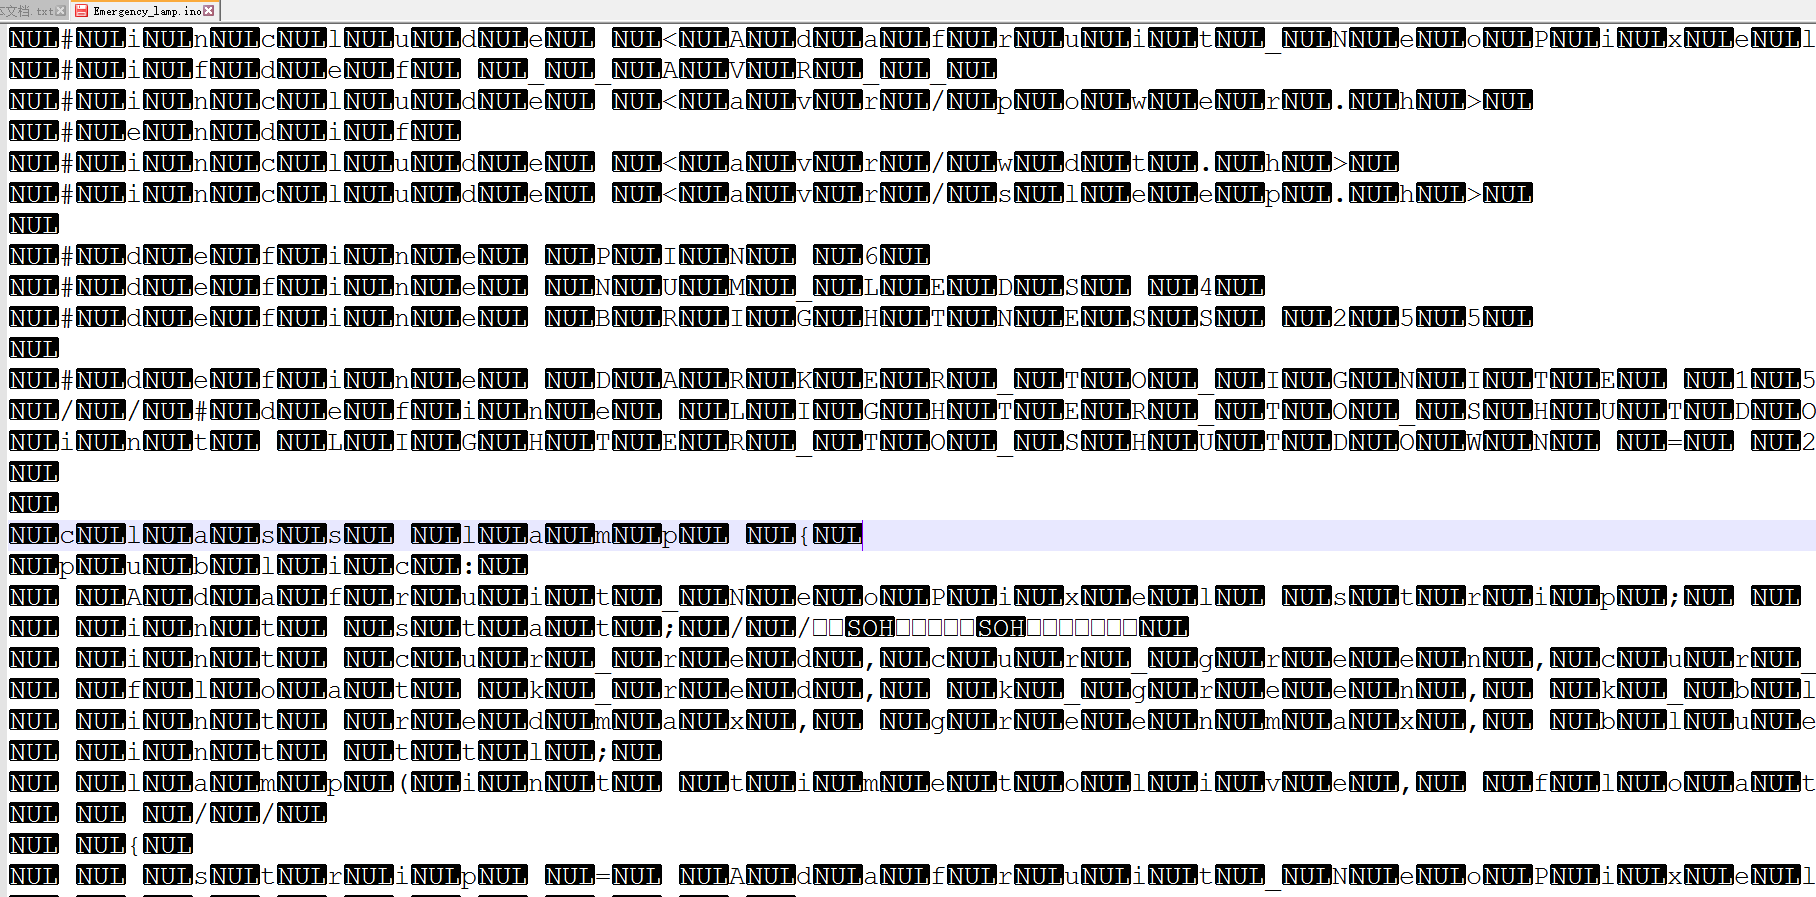 本文档.txt Emergency_lamp.ino
NUL#NULiNULnNULcNULlNULuNULdNULeNUL NUL<NULANULdNULaNULfNULrNULuNULiNULtNUL_NULNNULeNULoNULPNULiNULxNULeNULl
NUL#NULiNULfNULdNULeNULfNUL NUL_NUL_NULANULVNULRNUL_NUL_NUL
NUL#NULiNULnNULcNULlNULuNULdNULeNUL NUL<NULaNULvNULrNUL/NULpNULoNULwNULeNULrNUL.NULhNUL>NUL
NUL#NULeNULnNULdNULiNULfNUL
NUL#NULiNULnNULcNULlNULuNULdNULeNUL NUL<NULaNULvNULrNUL/NULwNULdNULtNUL.NULhNUL>NUL
NUL#NULiNULnNULcNULlNULuNULdNULeNUL NUL<NULaNULvNULrNUL/NULsNULlNULeNULeNULpNUL.NULhNUL>NUL
NUL
NUL#NULdNULeNULfNULiNULnNULeNUL NULPNULINULNNUL NUL6NUL
NUL#NULdNULeNULfNULiNULnNULeNUL NULNNULUNULMNUL_NULLNULENULDNULSNUL NUL4NUL
NUL#NULdNULeNULfNULiNULnNULeNUL NULBNULRNULINULGNULHNULTNULNNULENULSNULSNUL NUL2NUL5NUL5NUL
NUL
NUL#NULdNULeNULfNULiNULnNULeNUL NULDNULANULRNULKNULENULRNUL_NULTNULONUL_NULINULGNULNNULINULTNULENUL NUL1NUL5
NUL/NUL/NUL#NULdNULeNULfNULiNULnNULeNUL NULLNULINULGNULHNULTNULENULRNUL_NULTNULONUL_NULSNULHNULUNULTNULDNULO
NULiNULnNULtNUL NULLNULINULGNULHNULTNULENULRNUL_NULTNULONUL_NULSNULHNULUNULTNULDNULONULWNULNNUL NUL=NUL NUL2
NUL
NUL
NULcNULlNULaNULsNULsNUL NULlNULaNULmNULpNUL NUL{NUL
NULpNULuNULbNULlNULiNULcNUL:NUL
NUL NULANULdNULaNULfNULrNULuNULiNULtNUL_NULNNULeNULoNULPNULiNULxNULeNULlNUL NULsNULtNULrNULiNULpNUL;NUL NUL
NUL NULiNULnNULtNUL NULsNULtNULaNULtNUL;NUL/NUL/□□SOH□□□□□SOH□□□□□□□NUL
NUL NULiNULnNULtNUL NULcNULuNULrNUL_NULrNULeNULdNUL,NULcNULuNULrNUL_NULgNULrNULeNULeNULnNUL,NULcNULuNULrNUL_
NUL NULfNULlNULoNULaNULtNUL NULkNUL_NULrNULeNULdNUL,NUL NULkNUL_NULgNULrNULeNULeNULnNUL,NUL NULkNUL_NULbNULl
NUL NULiNULnNULtNUL NULrNULeNULdNULmNULaNULxNUL,NUL NULgNULrNULeNULeNULnNULmNULaNULxNUL,NUL NULbNULlNULuNULe
NUL NULiNULnNULtNUL NULtNULtNULlNUL;NUL
NUL NULlNULaNULmNULpNUL(NULiNULnNULtNUL NULtNULiNULmNULeNULtNULoNULlNULiNULvNULeNUL,NUL NULfNULlNULoNULaNULt
NUL NUL NUL/NUL/NUL
NUL NUL{NUL
NUL NUL NULsNULtNULrNULiNULpNUL NUL=NUL NULANULdNULaNULfNULrNULuNULiNULtNUL_NULNNULeNULoNULPNULiNULxNULeNULl